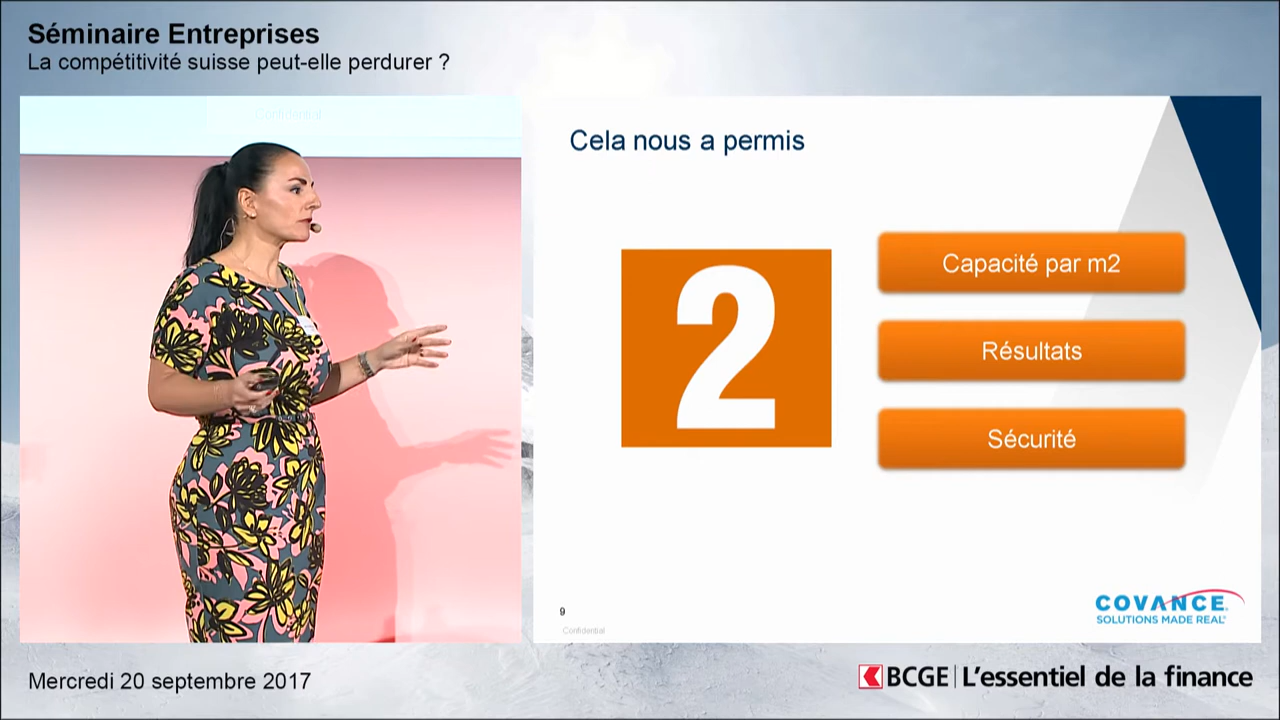 Séminaire Entreprises
La compétitivité suisse peut-elle perdurer ?
Confidential
Cela nous a permis
2
Capacité par m2
Résultats
Sécurité
9
Confidential
COVANCE
SOLUTIONS MADE REAL
Mercredi 20 septembre 2017
BCGE L'essentiel de la finance